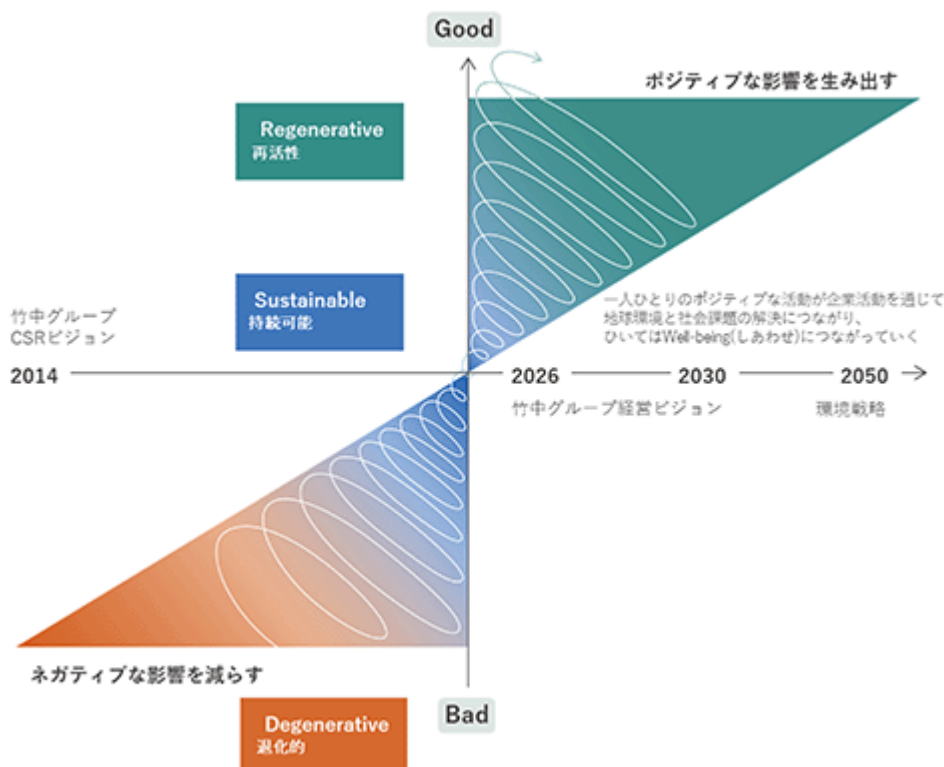 Good
ポジティブな影響を生み出す
Regenerative
再活性
Sustainable
持続可能
竹中グループ
CSRビジョン
一人ひとりのポジティブな活動が企業活動を通じて
地球環境と社会課題の解決につながり、
ひいてはWell-being(しあわせ)につながっていく
2014
2026
2030
2050
竹中グループ経営ビジョン
環境戦略
ネガティブな影響を減らす
Bad
Degenerative
退化的